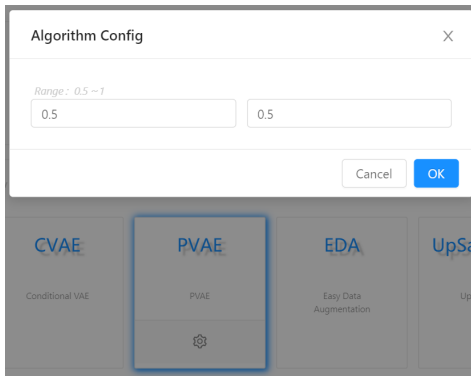 Algorithm Config
Range: 0.5 ~ 1
0.5 0.5
Cancel OK
CVAE PVAE EDA UpSa
Conditional VAE PVAE Easy Data Up
Augmentation